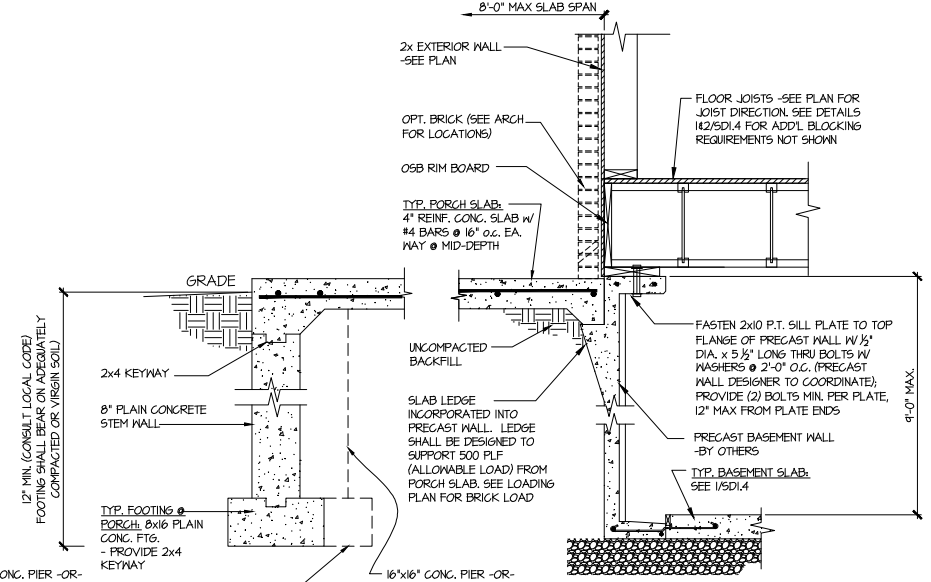 8'-0" MAX SLAB SPAN
2x EXTERIOR WALL
-SEE PLAN
FLOOR JOISTS -SEE PLAN FOR
JOIST DIRECTION. SEE DETAILS
1&2/SD1.4 FOR ADD'L BLOCKING
REQUIREMENTS NOT SHOWN
OPT. BRICK (SEE ARCH
FOR LOCATIONS)
OSB RIM BOARD
TYP. PORCH SLAB:
4" REINF. CONC. SLAB W/
#4 BARS @ 16" o.c. EA.
WAY @ MID-DEPTH
GRADE
12" MIN. (CONSULT LOCAL CODE)
FOOTING SHALL BEAR ON ADEQUATELY
COMPACTED OR VIRGIN SOIL)
2x4 KEYWAY
8" PLAIN CONCRETE
STEM WALL
UNCOMPACTED
BACKFILL
SLAB LEDGE
INCORPORATED INTO
PRECAST WALL. LEDGE
SHALL BE DESIGNED TO
SUPPORT 500 PLF
(ALLOWABLE LOAD) FROM
PORCH SLAB. SEE LOADING
PLAN FOR BRICK LOAD
FASTEN 2x10 P.T. SILL PLATE TO TOP
FLANGE OF PRECAST WALL W/ 1/2"
DIA. x 5 1/2" LONG THRU BOLTS W/
WASHERS @ 2'-0" O.C. (PRECAST
WALL DESIGNER TO COORDINATE);
PROVIDE (2) BOLTS MIN. PER PLATE,
12" MAX FROM PLATE ENDS
9'-0" MAX.
PRECAST BASEMENT WALL
-BY OTHERS
TYP. BASEMENT SLAB:
SEE 1/SD1.4
TYP. FOOTING @
PORCH: 8x16 PLAIN
CONC. FTG.
- PROVIDE 2x4
KEYWAY
ONC. PIER -OR-
16"x16" CONC. PIER -OR-